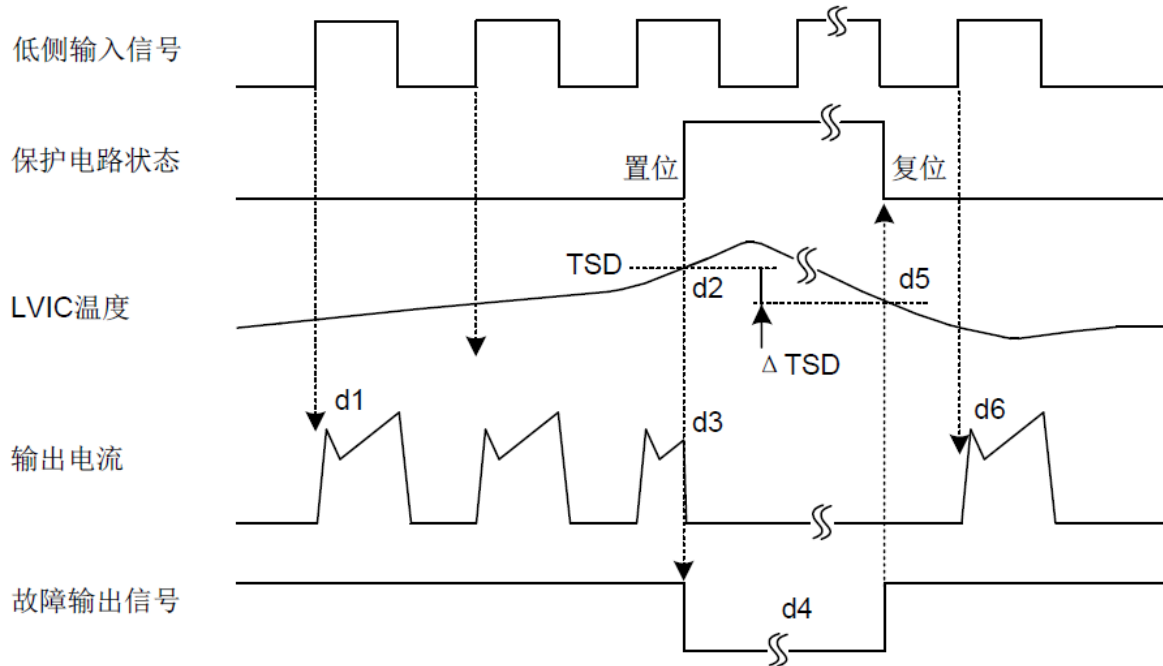 低侧输入信号
保护电路状态
置位
复位
TSD
d2
d5
LVIC温度
Δ TSD
d1
d3
d6
输出电流
故障输出信号
d4